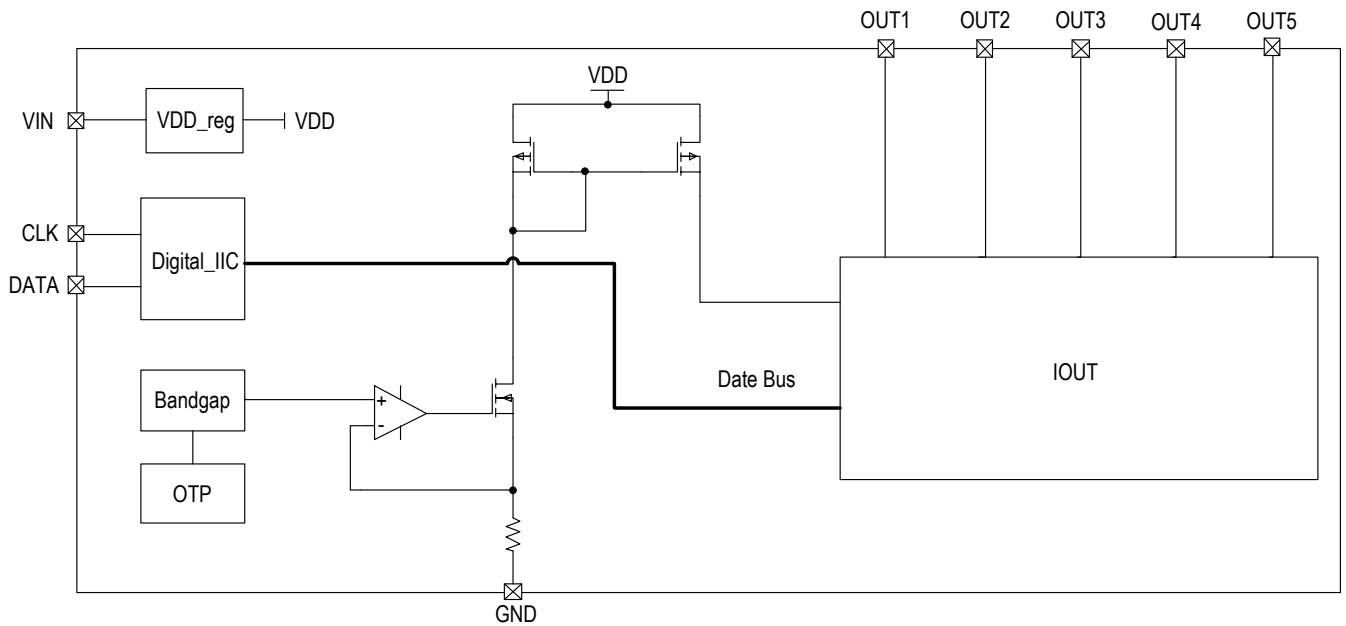 OUT1 OUT2 OUT3 OUT4 OUT5
VDD
VIN VDD_reg VDD
CLK
Digital_IIC
DATA
Date Bus IOUT
Bandgap + -
OTP
GND